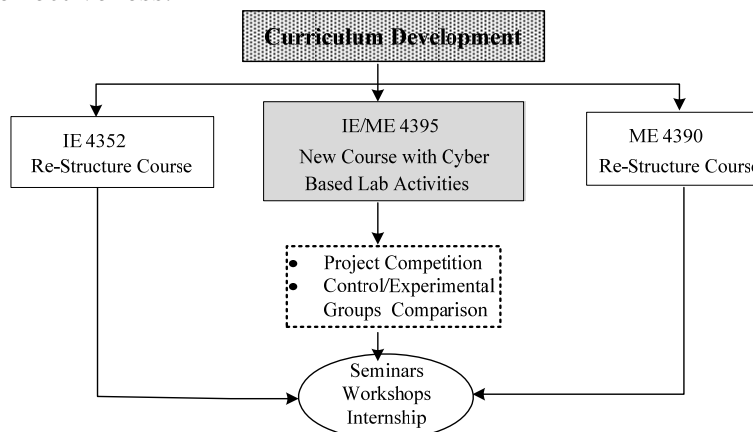 Curriculum Development
IE 4352
Re-Structure Course
IE/ME 4395
New Course with Cyber
Based Lab Activities
ME 4390
Re-Structure Course
• Project Competition
• Control/Experimental
Groups Comparison
Seminars
Workshops
Internship